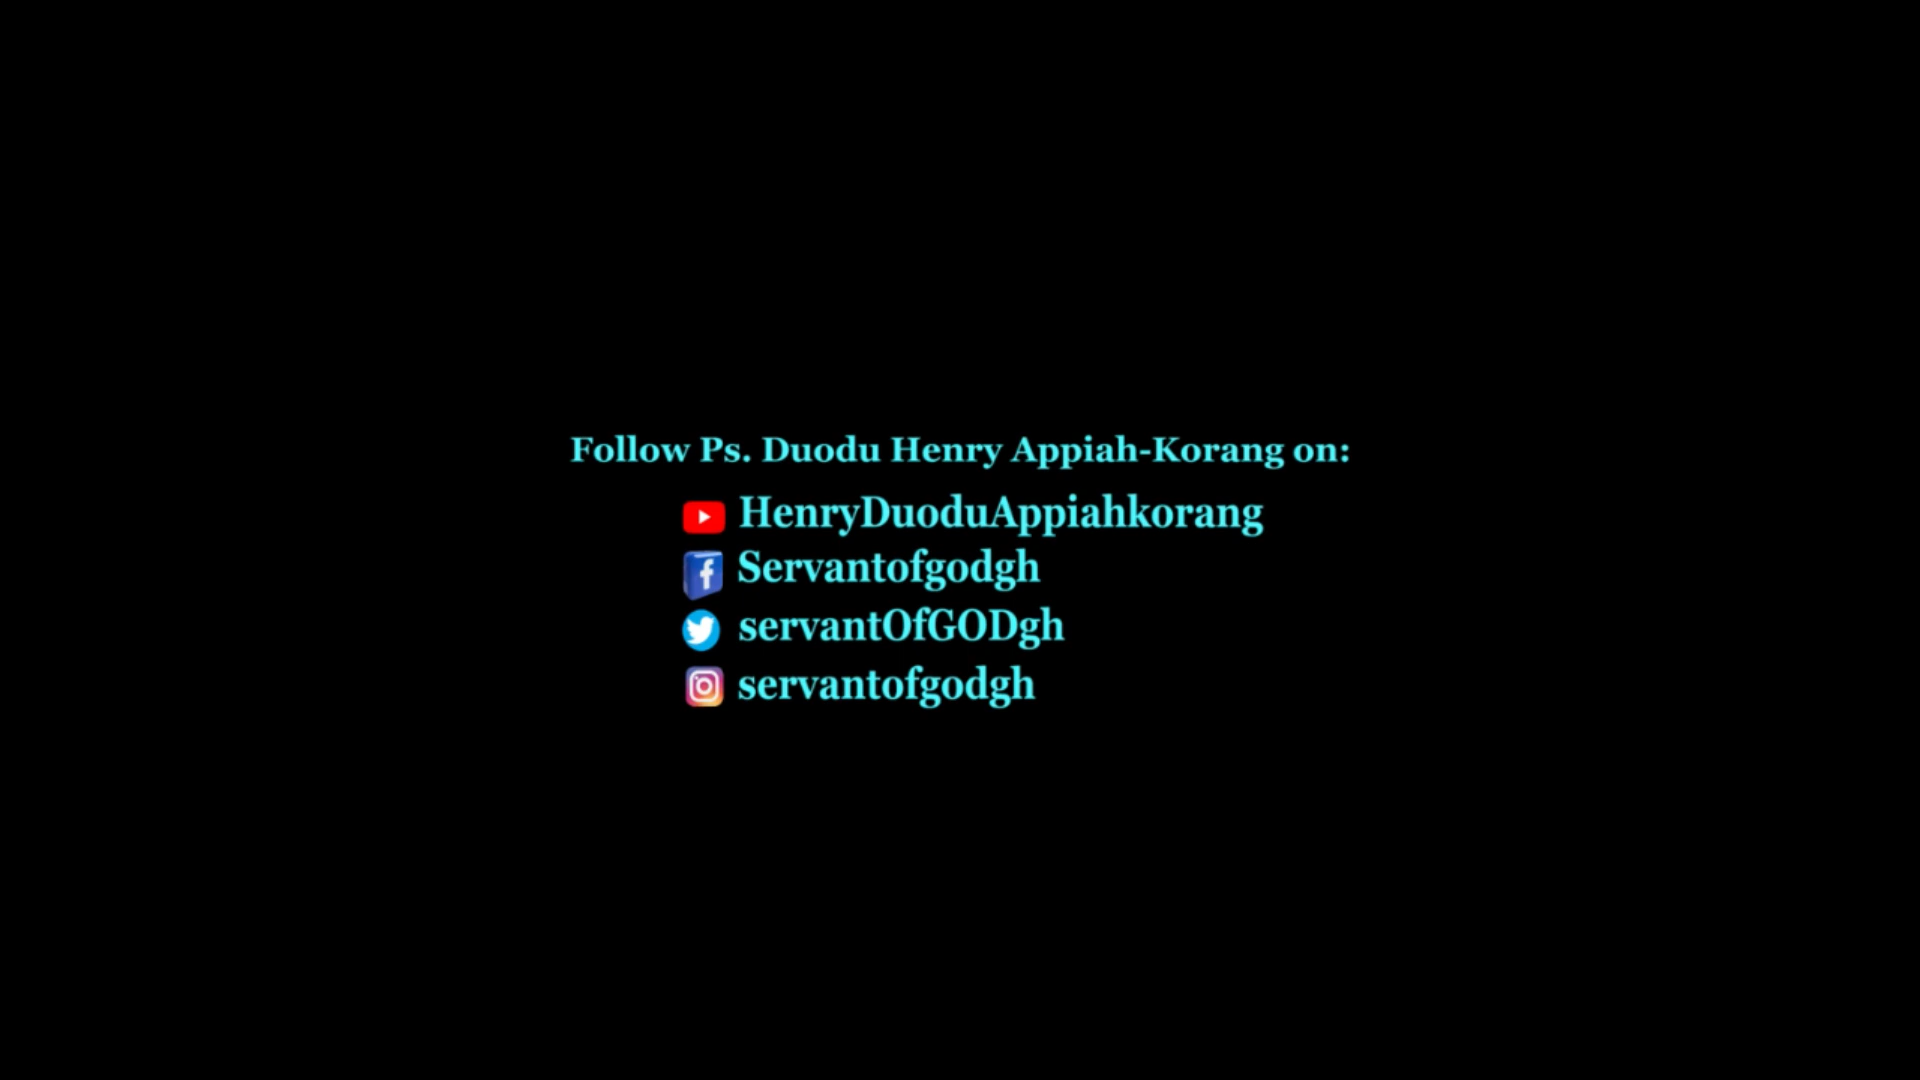 Follow Ps. Duodu Henry Appiah-Korang on:
HenryDuoduAppiahkorang
Servantofgodgh
servantOfGODgh
servantofgodgh